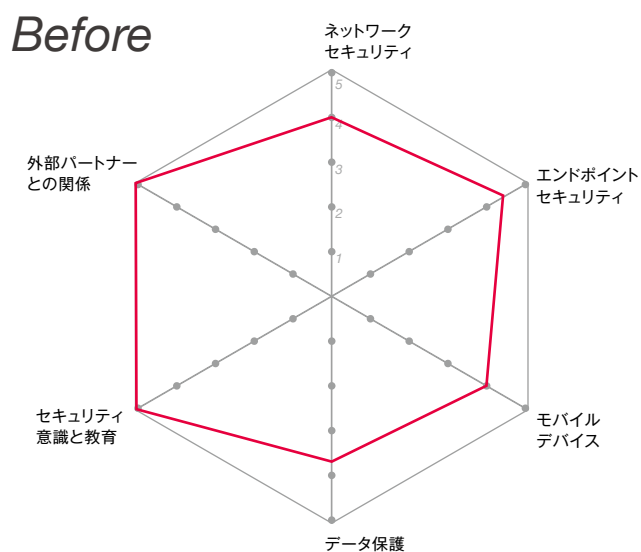 Before
ネットワーク
セキュリティ
5
4
3
2
1
外部パートナー
との関係
エンドポイント
セキュリティ
セキュリティ
意識と教育
モバイル
デバイス
データ保護